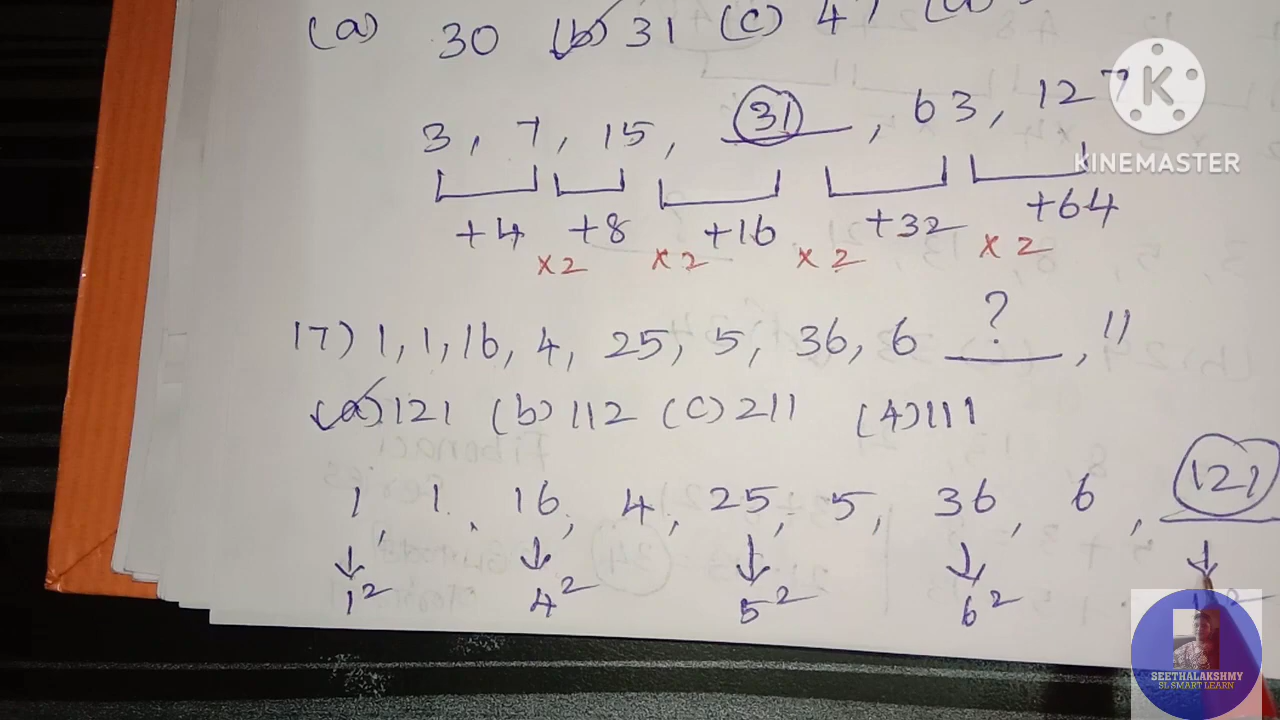 (a) 30 (b) 31 (c) 47
3, 7, 15, 31, 63, 127
+4 +8 +16 +32 +64
×2 ×2 ×2 ×2
17) 1, 1, 16, 4, 25, 5, 36, 6 ___?___, 11
(a) 121 (b) 112 (c) 211 (4) 111
1, 1, 16, 4, 25, 5, 36, 6, 121
1² 4² 5² 6²
K
KINEMASTER
SEETHALAKSHMY
SL SMART LEARN